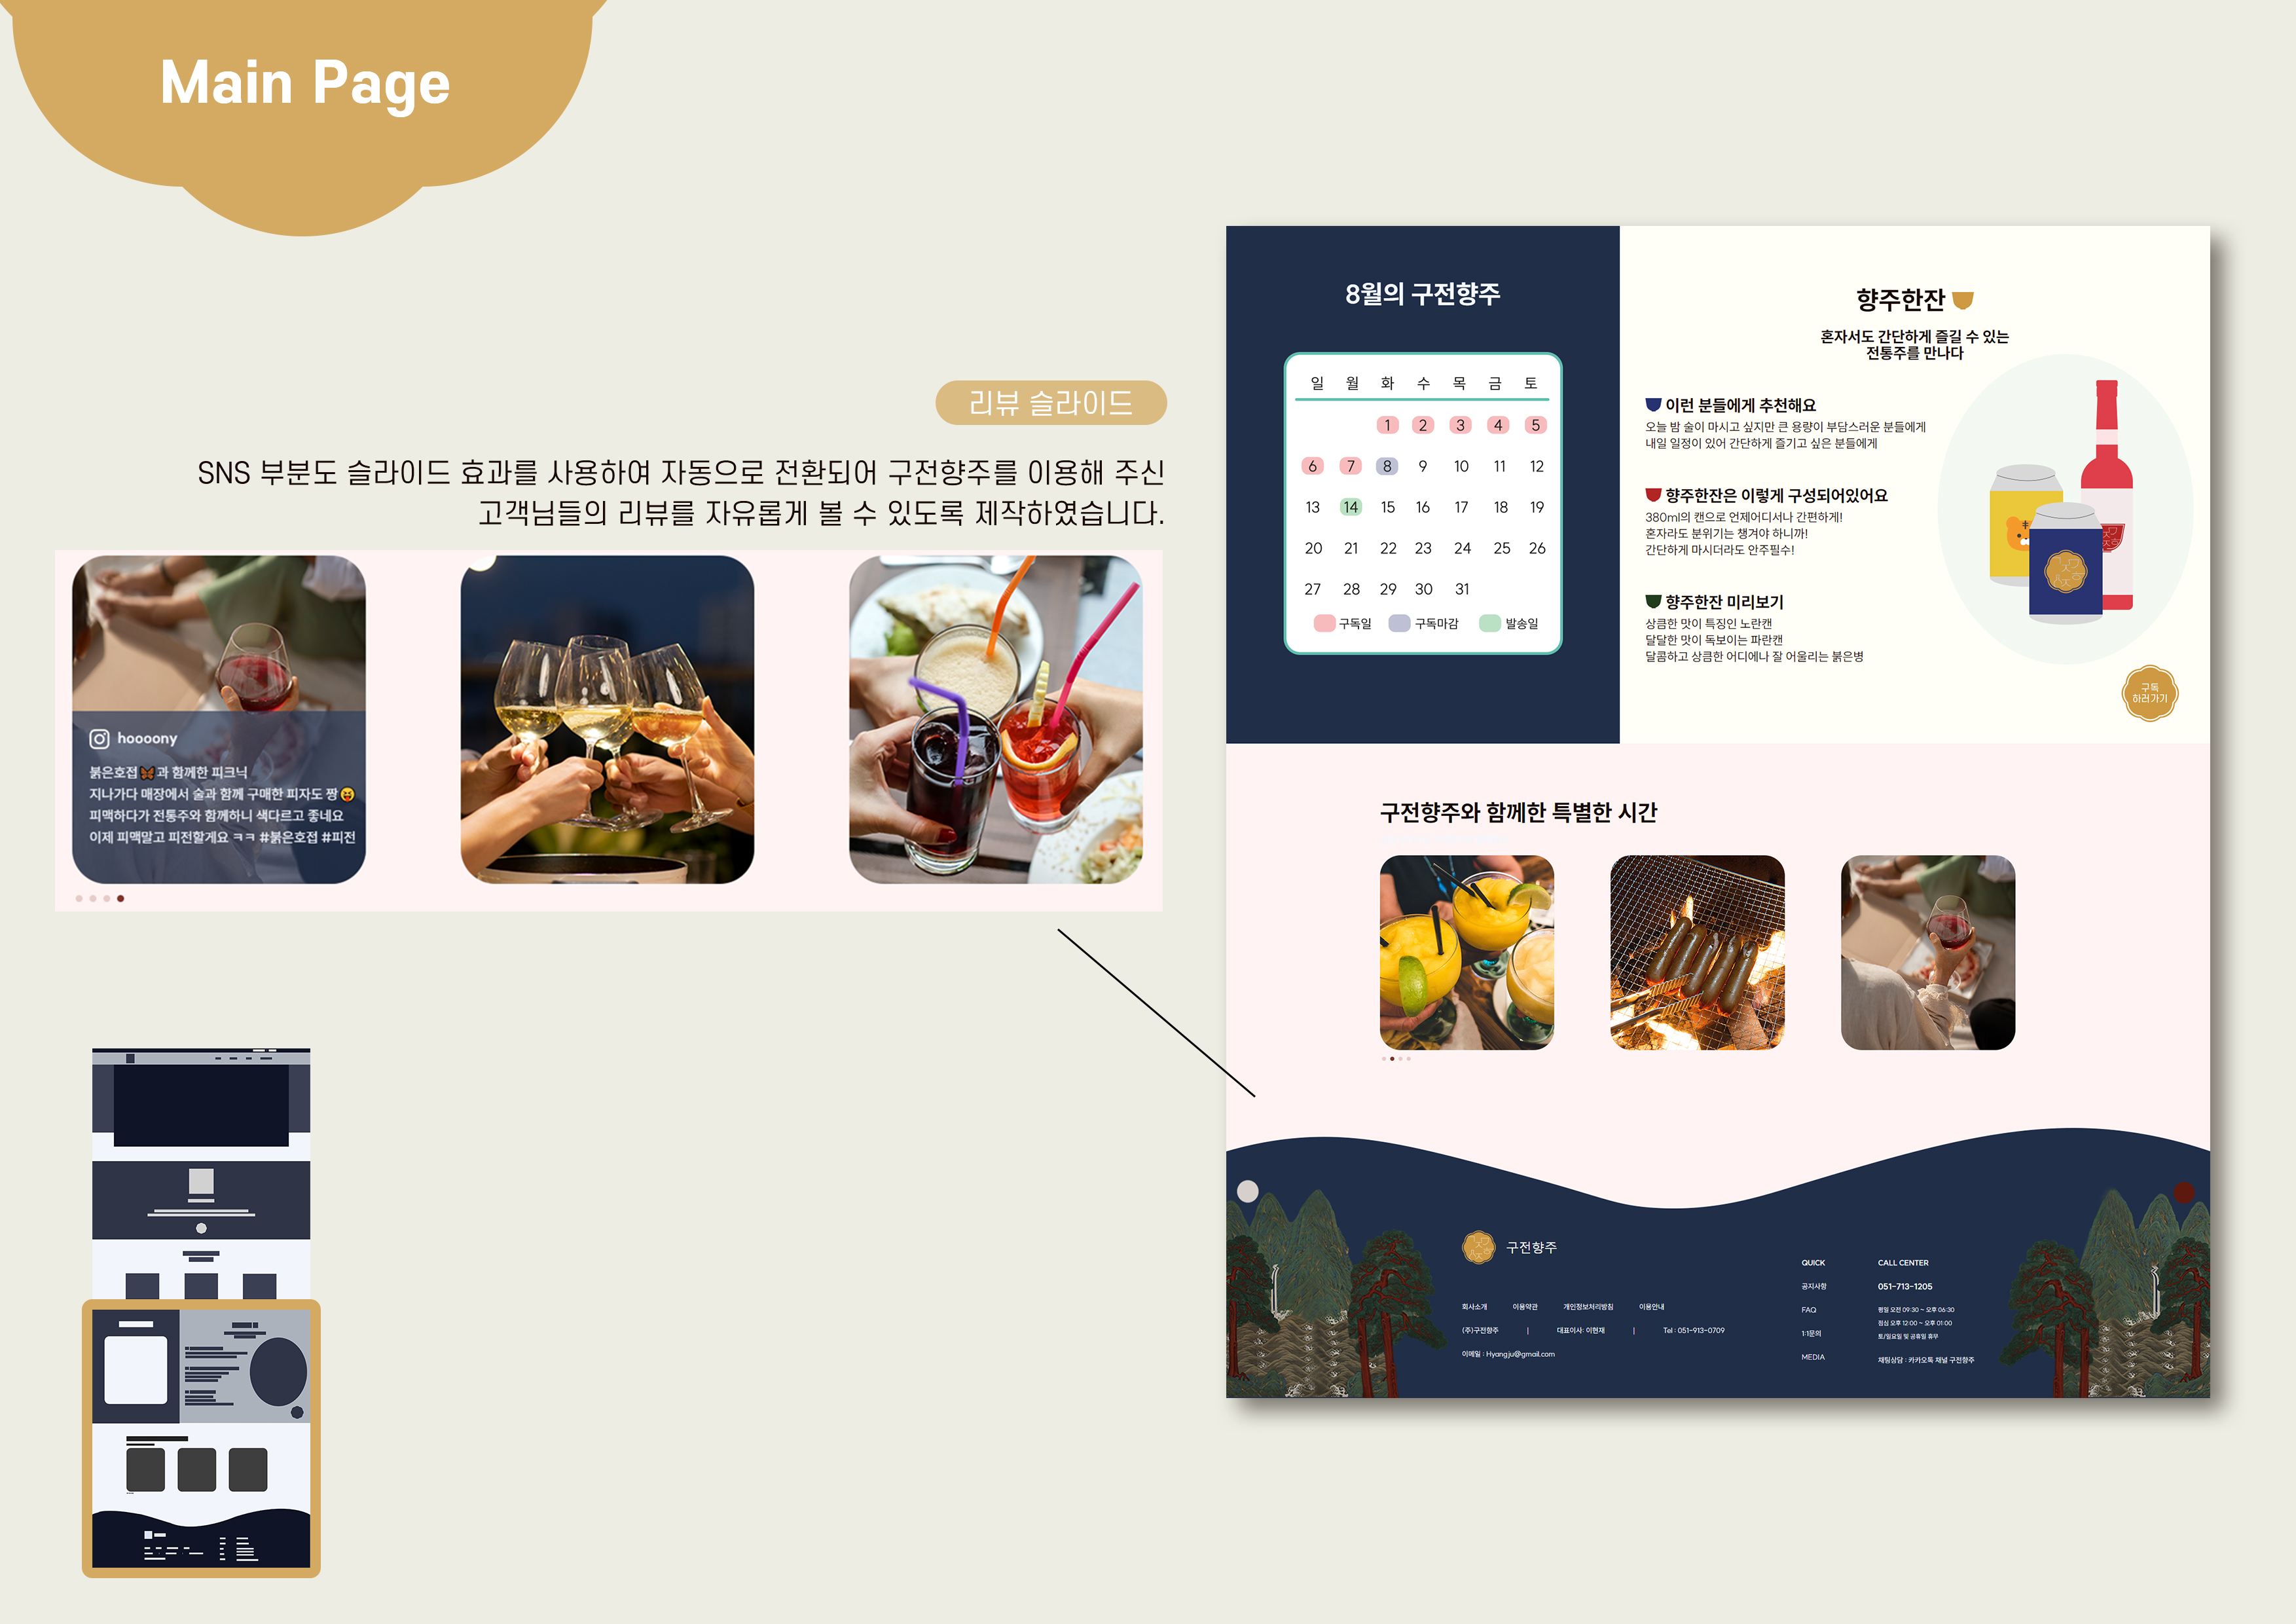 Main Page
리뷰 슬라이드
SNS 부분도 슬라이드 효과를 사용하여 자동으로 전환되어 구전향주를 이용해 주신
고객님들의 리뷰를 자유롭게 볼 수 있도록 제작하였습니다.
hoooony
붉은호접🦋과 함께한 피크닉
지나가다 매장에서 술과 함께 구매한 피자도 짱😝
피맥하다가 전통주와 함께하니 색다르고 좋네요
이제 피맥말고 피전할게요 ㅋㅋ #붉은호접 #피전
8월의 구전향주
일 월 화 수 목 금 토
1 2 3 4 5
6 7 8 9 10 11 12
13 14 15 16 17 18 19
20 21 22 23 24 25 26
27 28 29 30 31
구독일 구독마감 발송일
향주한잔
혼자서도 간단하게 즐길 수 있는
전통주를 만나다
이런 분들에게 추천해요
오늘 밤 술이 마시고 싶지만 큰 용량이 부담스러운 분들에게
내일 일정이 있어 간단하게 즐기고 싶은 분들에게
향주한잔은 이렇게 구성되어있어요
380ml의 캔으로 언제어디서나 간편하게!
혼자라도 분위기는 챙겨야 하니까!
간단하게 마시더라도 안주필수!
향주한잔 미리보기
상큼한 맛이 특징인 노란캔
달달한 맛이 독보이는 파란캔
달콤하고 상큼한 어디에나 잘 어울리는 붉은병
구독
하러가기
구전향주와 함께한 특별한 시간
구전향주
회사소개 이용약관 개인정보처리방침 이용안내
(주)구전향주 | 대표이사: 이현재 | Tel : 051-913-0709
이메일 : Hyangju@gmail.com
QUICK
공지사항
FAQ
1:1문의
MEDIA
CALL CENTER
051-713-1205
평일 오전 09:30 ~ 오후 06:30
점심 오후 12:00 ~ 오후 01:00
토/일요일 및 공휴일 휴무
채팅상담 : 카카오톡 채널 구전향주